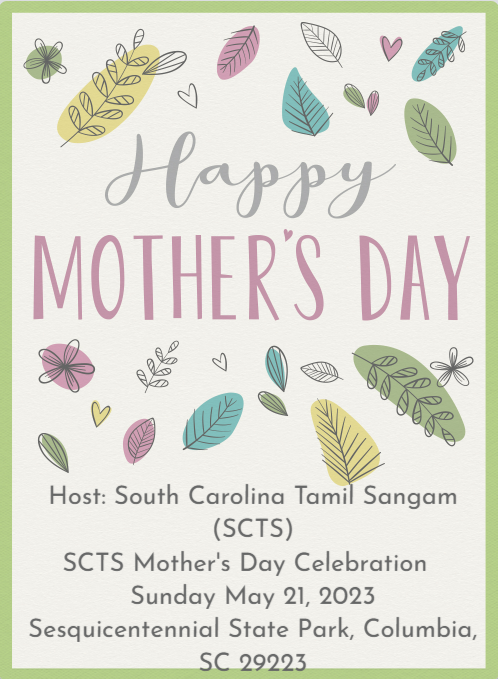 Happy
MOTHER'S DAY
Host: South Carolina Tamil Sangam
(SCTS)
SCTS Mother's Day Celebration
Sunday May 21, 2023
Sesquicentennial State Park, Columbia,
SC 29223